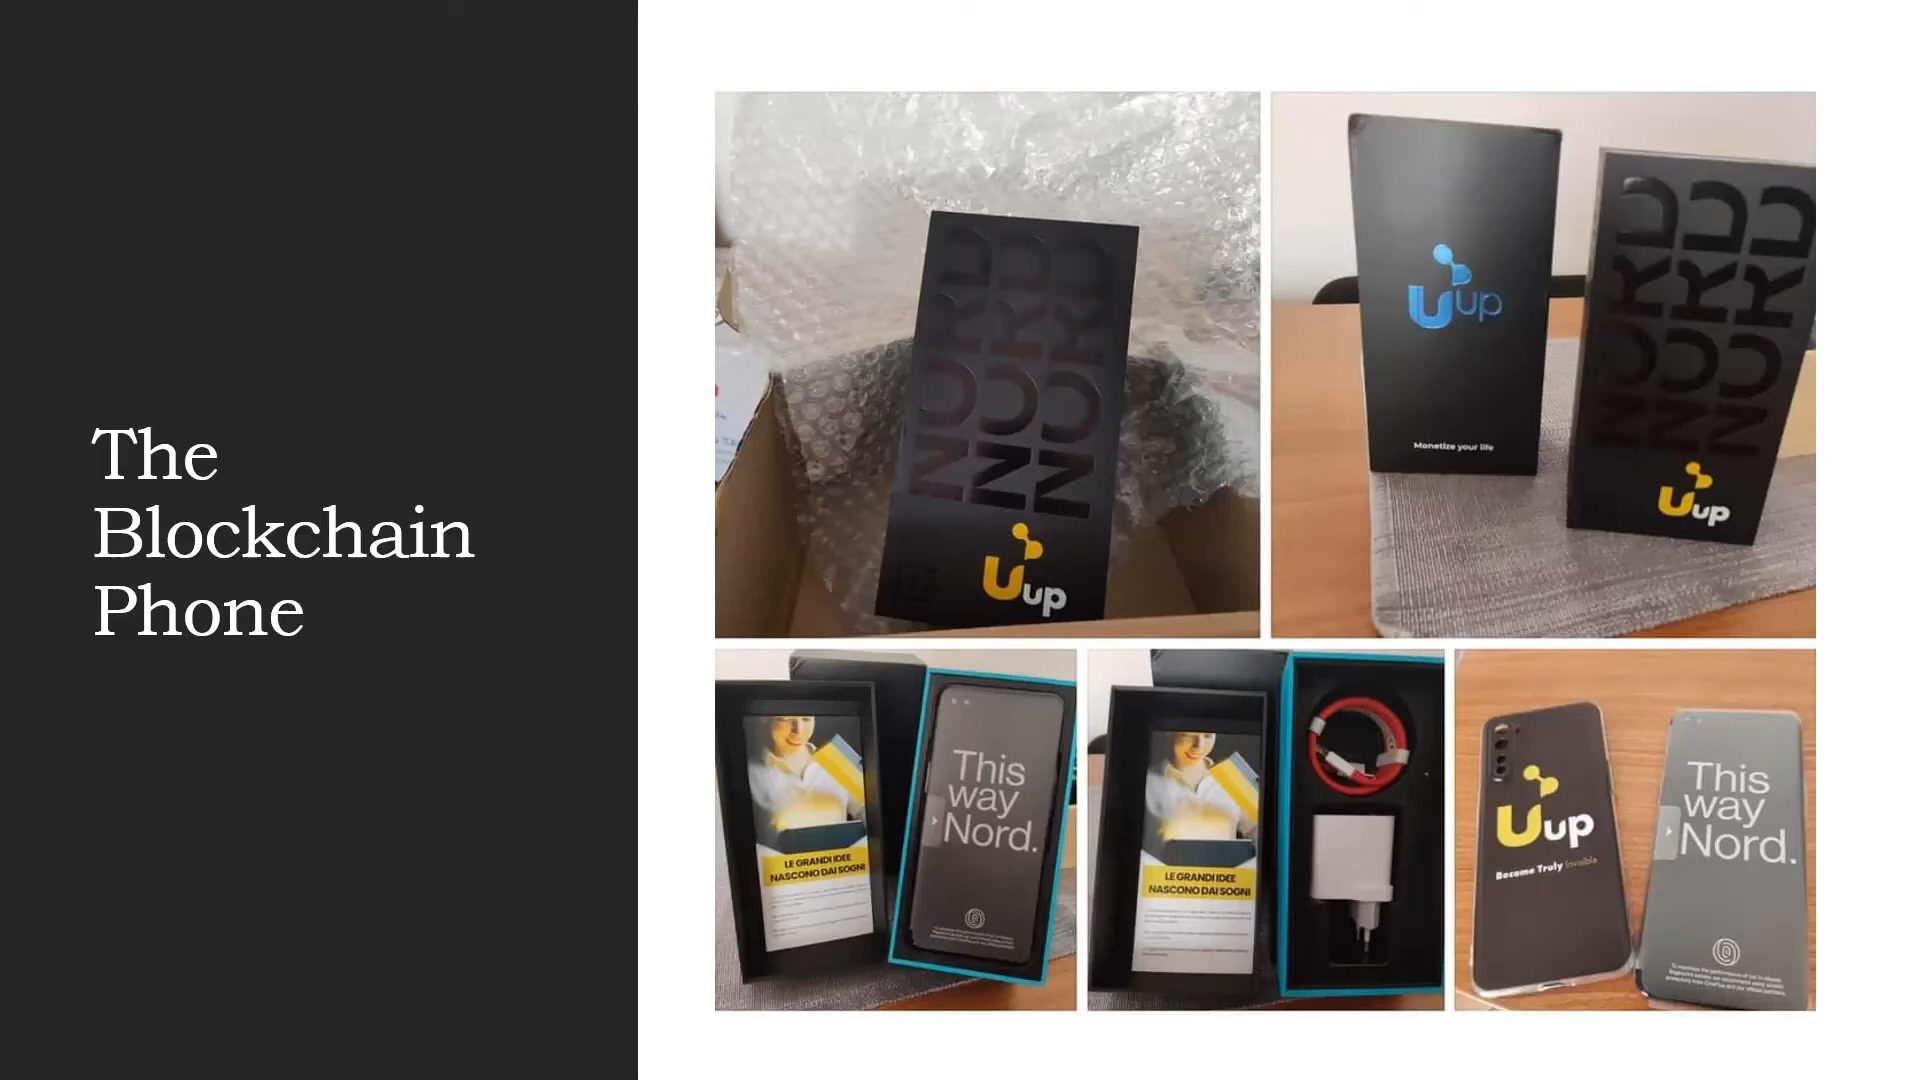 The
Blockchain
Phone
NORD
NORD
NORD
Uup
Uup
Monetize your life
NORD
NORD
NORD
Uup
LE GRANDI IDEE
NASCONO DAI SOGNI
This
way
Nord.
LE GRANDI IDEE
NASCONO DAI SOGNI
Uup
Become Truly Invisible
This
way
Nord.